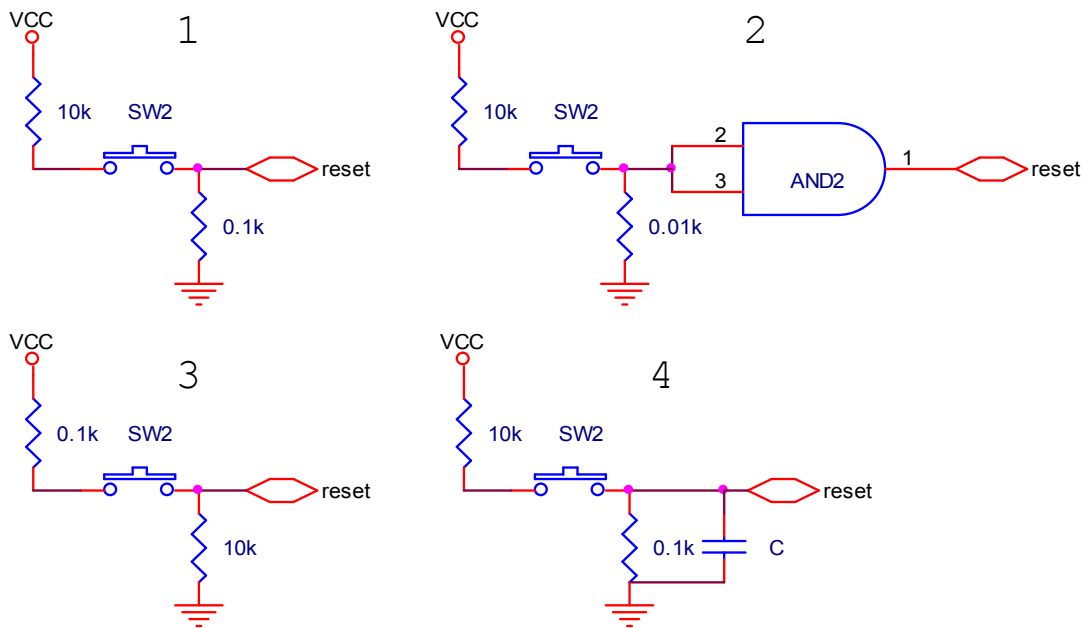 VCC
1
10k
SW2
reset
0.1k
VCC
2
10k
SW2
2
3
AND2
1
reset
0.01k
VCC
3
0.1k
SW2
reset
10k
VCC
4
10k
SW2
reset
0.1k
C